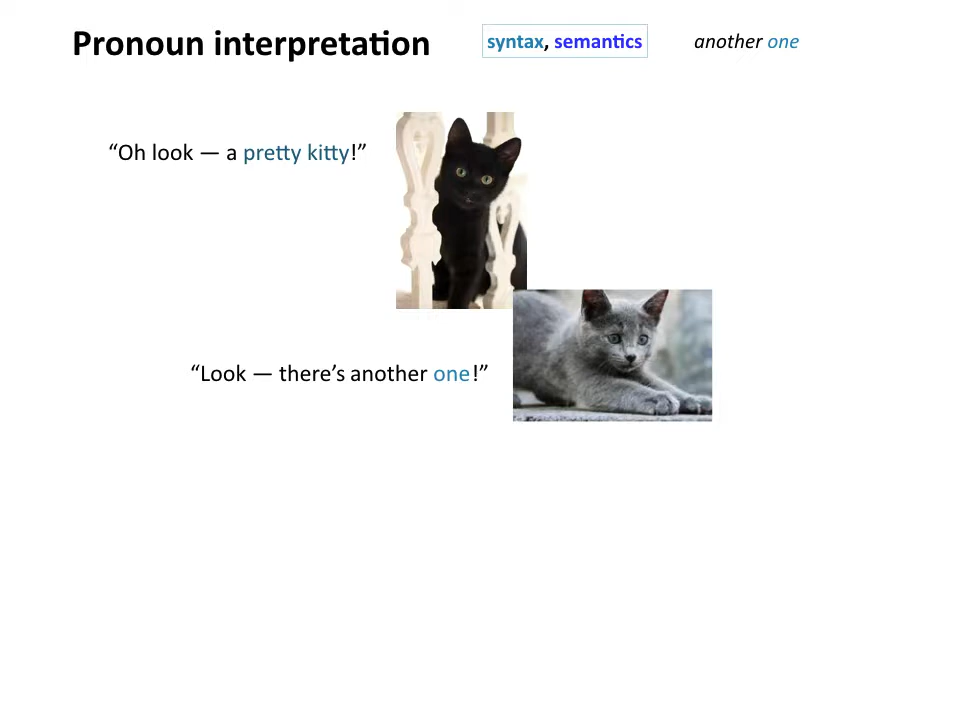 Pronoun interpretation
syntax, semantics
another one
“Oh look — a pretty kitty!”
“Look — there’s another one!”